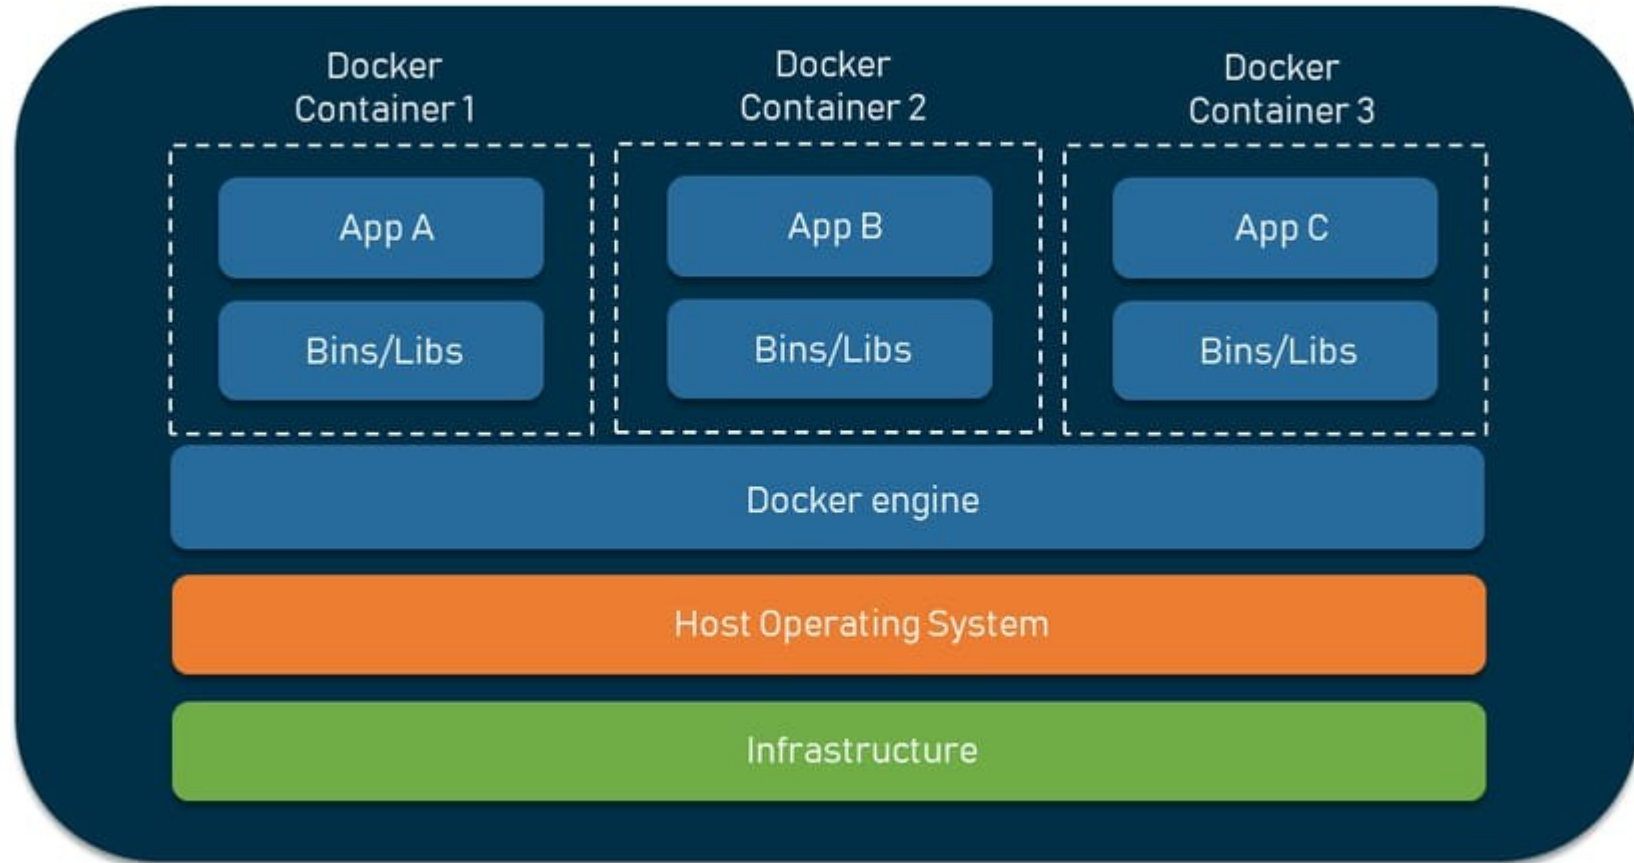 Docker
Container 1
Docker
Container 2
Docker
Container 3
App A
App B
App C
Bins/Libs
Bins/Libs
Bins/Libs
Docker engine
Host Operating System
Infrastructure